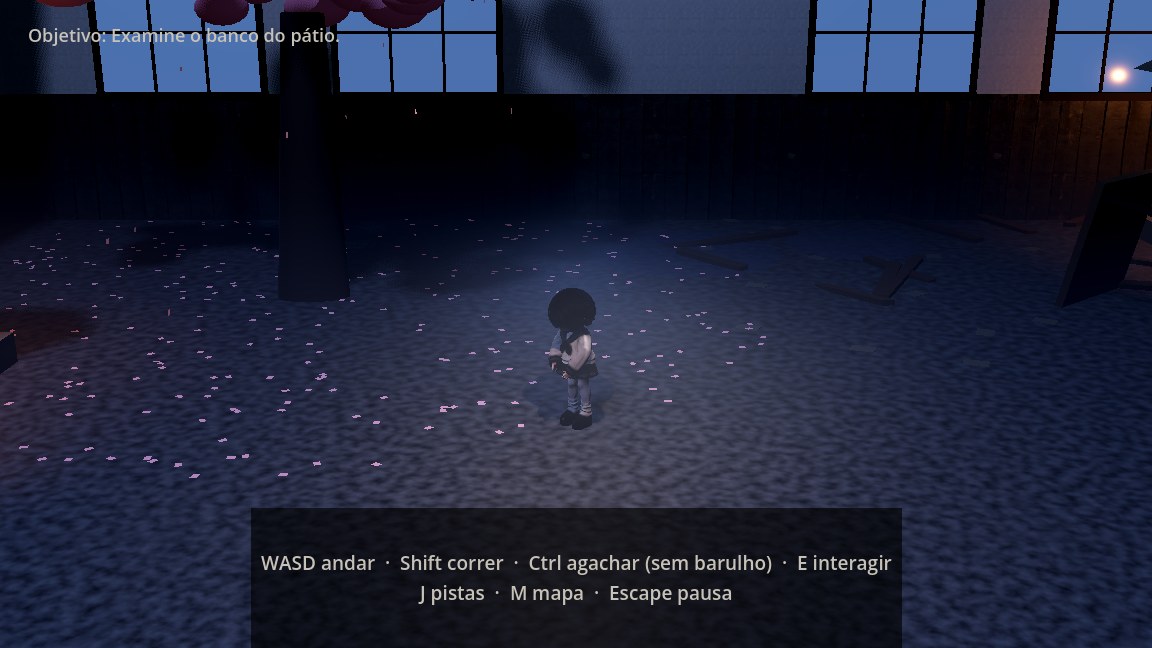 Objetivo: Examine o banco do pátio.
WASD andar · Shift correr · Ctrl agachar (sem barulho) · E interagir
J pistas · M mapa · Escape pausa